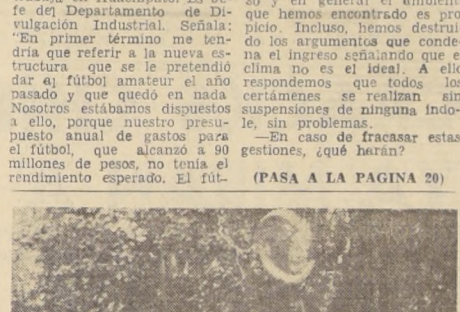 fe del Departamento de Di-
vulgación Industrial. Señala:
"En primer término me ten-
dría que referir a la nueva es-
tructura que se le pretendió
dar al fútbol amateur el año
pasado y que quedó en nada
Nosotros estábamos dispuestos
a ello, porque nuestro presu-
puesto anual de gastos para
el fútbol, que alcanzó a 90
millones de pesos, no tenía el
rendimiento esperado. El fút-
so y en general el ambiente
que hemos encontrado es pro
picio. Incluso, hemos destrui
do los argumentos que conde-
na el ingreso señalando que el
clima no es el ideal. A ello
respondemos que todos los
certámenes se realizan sin
suspensiones de ninguna indo-
le, sin problemas.
—En caso de fracasar estas
gestiones, ¿qué harán?
(PASA A LA PAGINA 20)